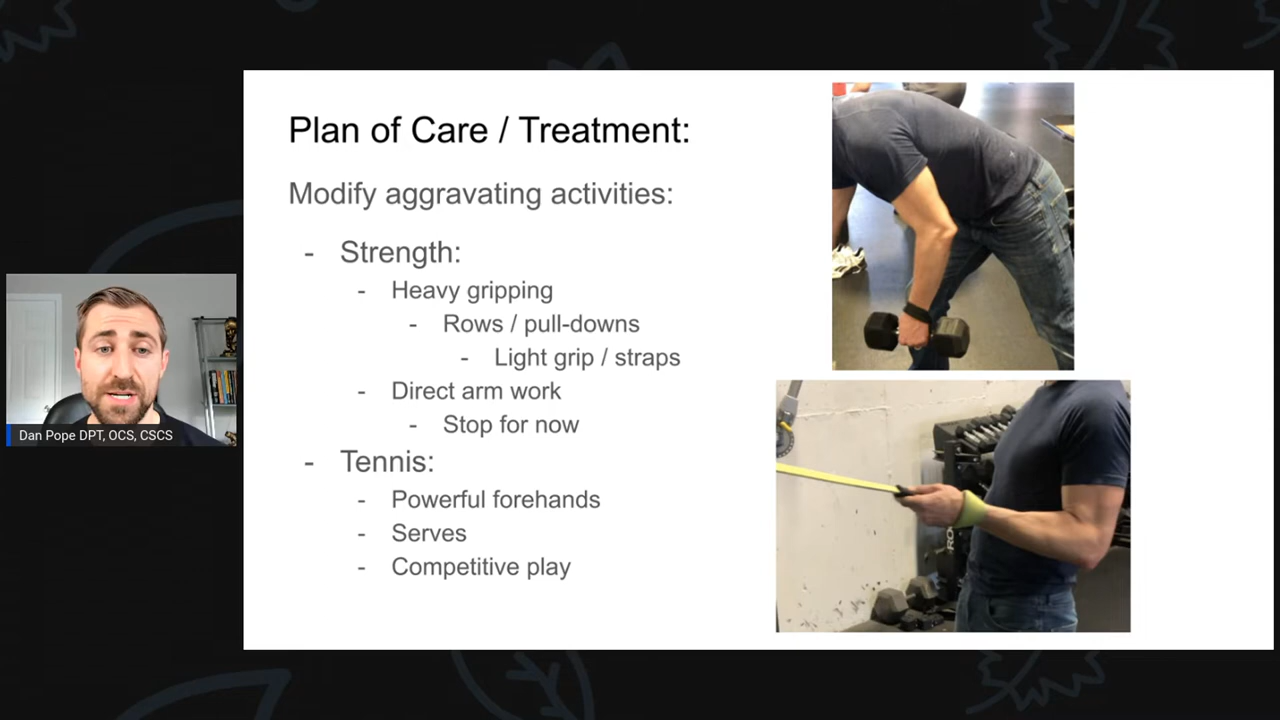 Plan of Care / Treatment:
Modify aggravating activities:
- Strength:
- Heavy gripping
- Rows / pull-downs
- Light grip / straps
- Direct arm work
- Stop for now
- Tennis:
- Powerful forehands
- Serves
- Competitive play
Dan Pope DPT, OCS, CSCS